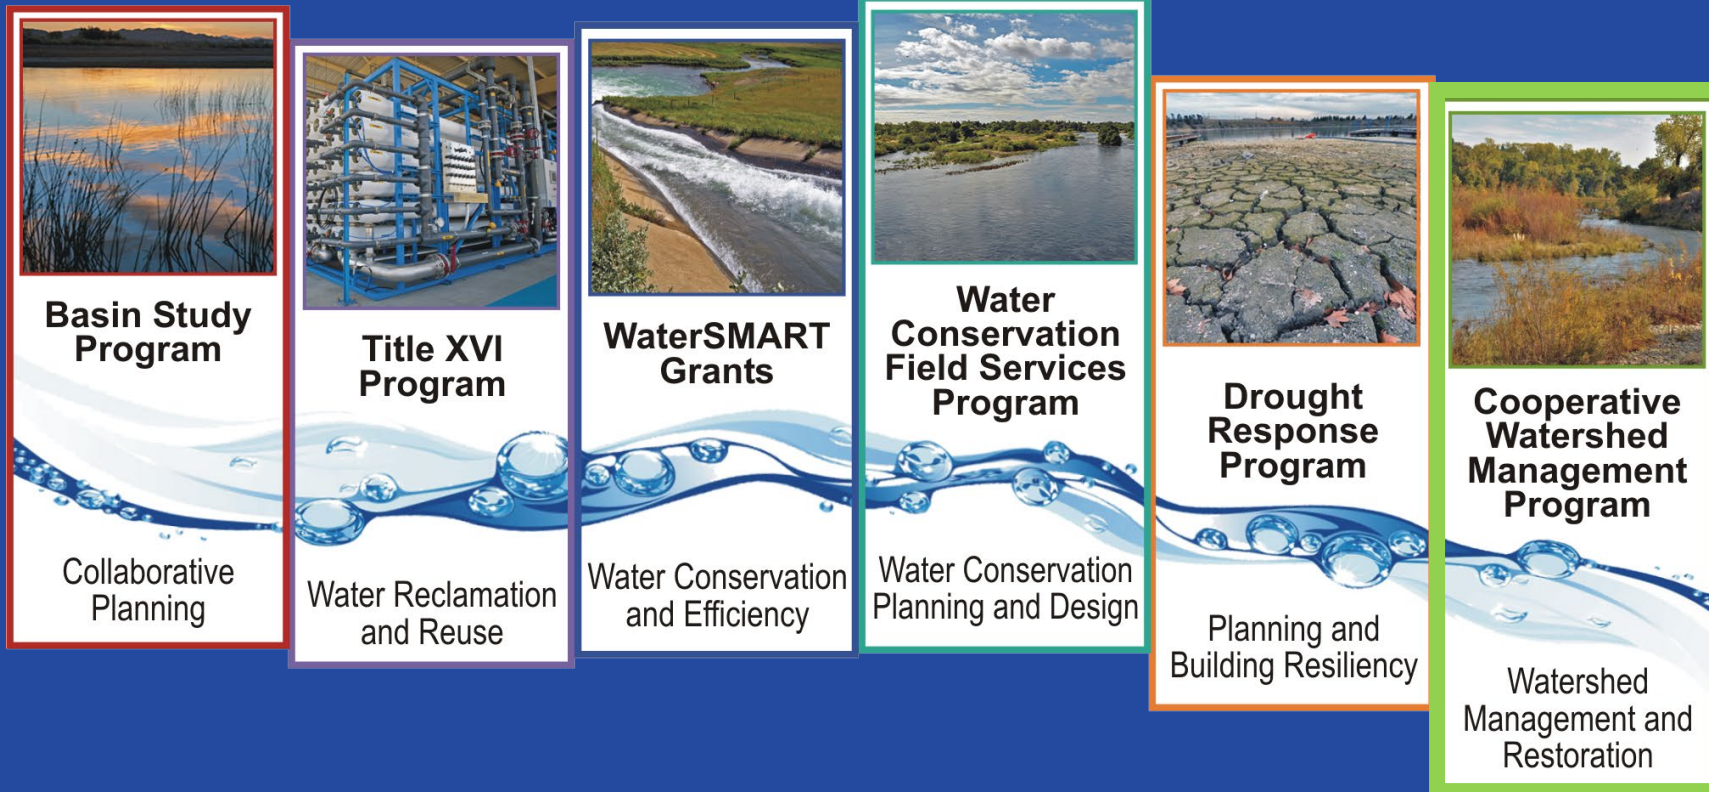 Basin Study
Program
Collaborative
Planning
Title XVI
Program
Water Reclamation
and Reuse
WaterSMART
Grants
Water Conservation
and Efficiency
Water
Conservation
Field Services
Program
Water Conservation
Planning and Design
Drought
Response
Program
Planning and
Building Resiliency
Cooperative
Watershed
Management
Program
Watershed
Management and
Restoration